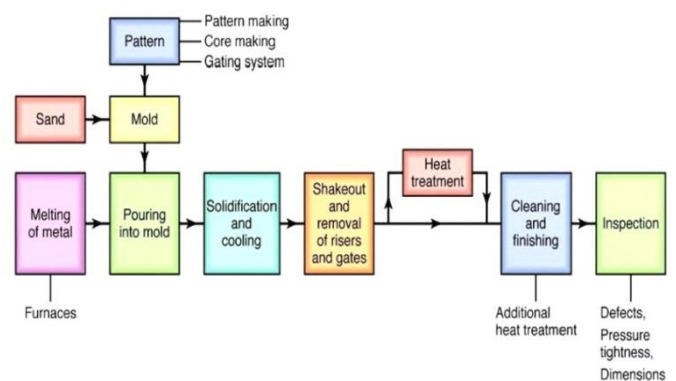 Pattern
Pattern making
Core making
Gating system
Sand
Mold
Melting
of metal
Pouring
into mold
Solidification
and
cooling
Shakeout
and
removal
of risers
and gates
Heat
treatment
Cleaning
and
finishing
Inspection
Furnaces
Additional
heat treatment
Defects,
Pressure
tightness,
Dimensions